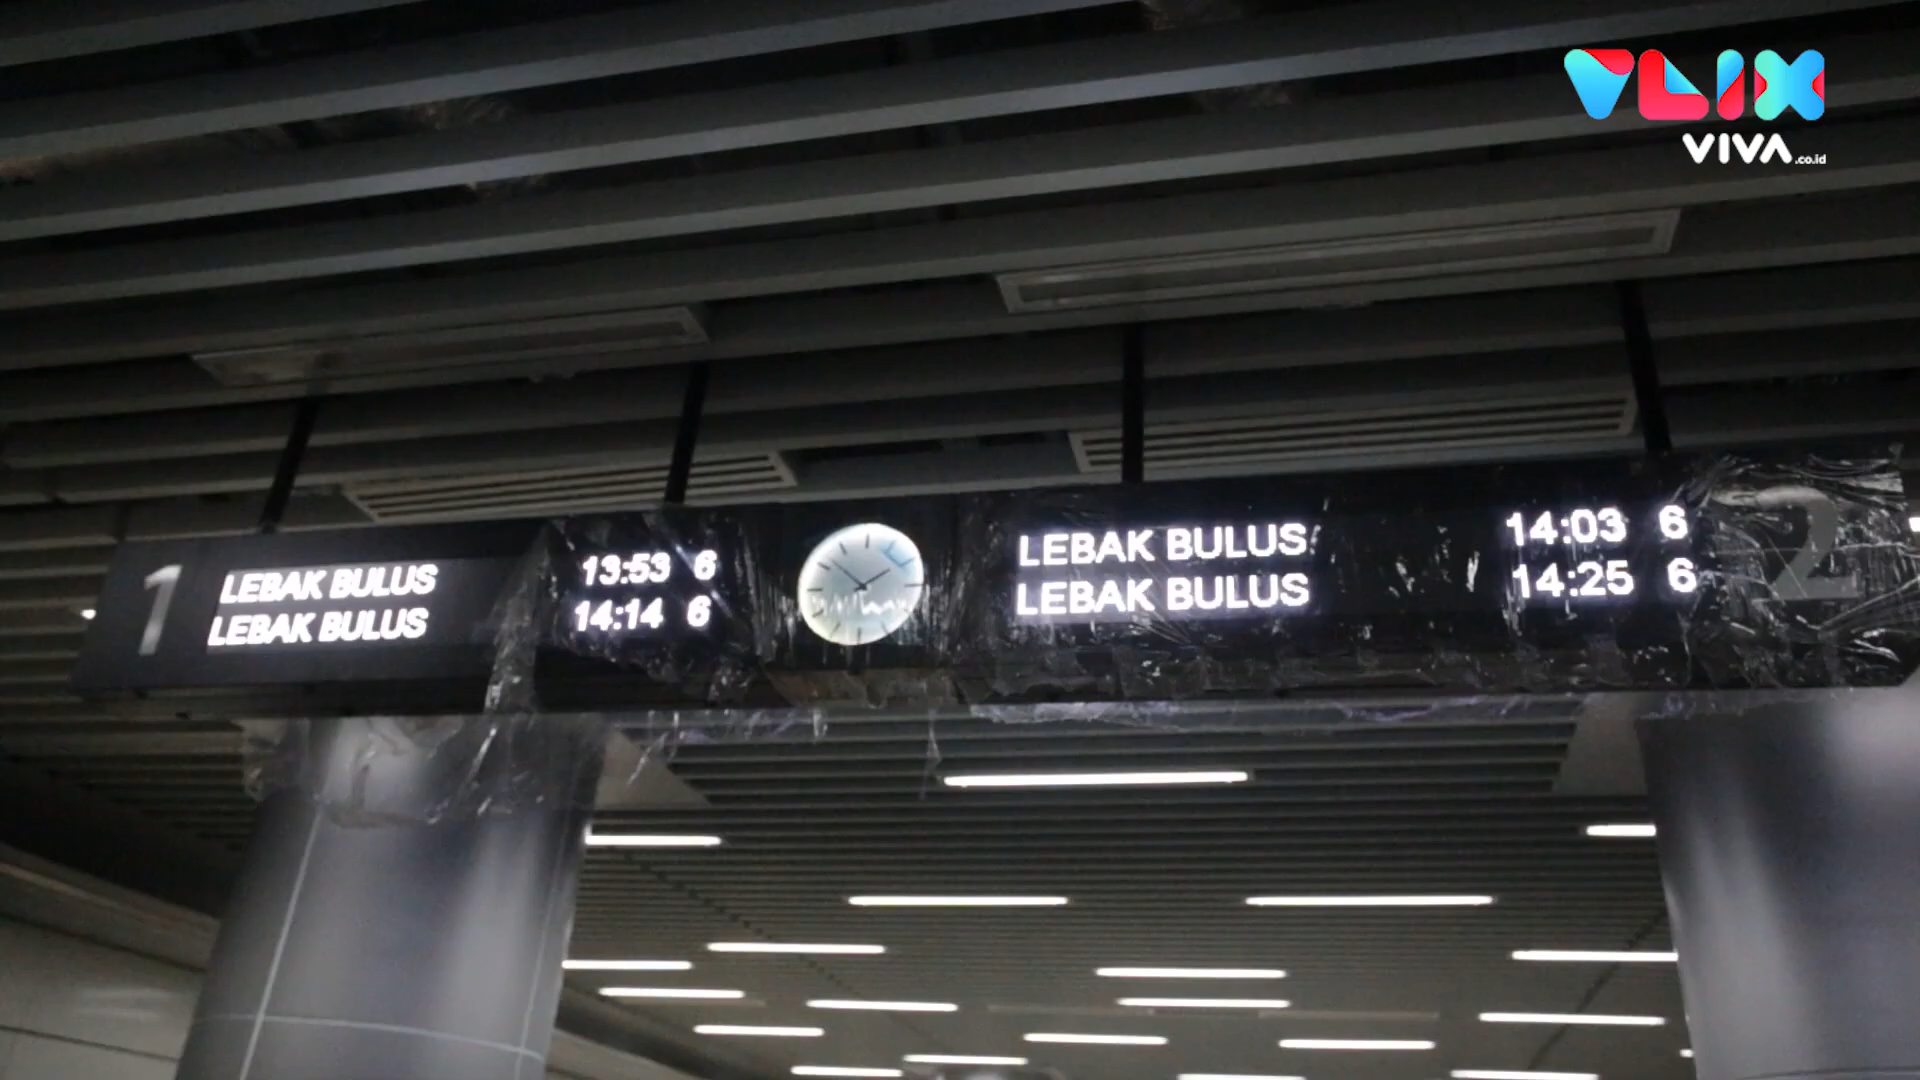 VLIX
VIVA.co.id
1
LEBAK BULUS 13:53 6
LEBAK BULUS 14:14 6
LEBAK BULUS 14:03 6
LEBAK BULUS 14:25 6
2